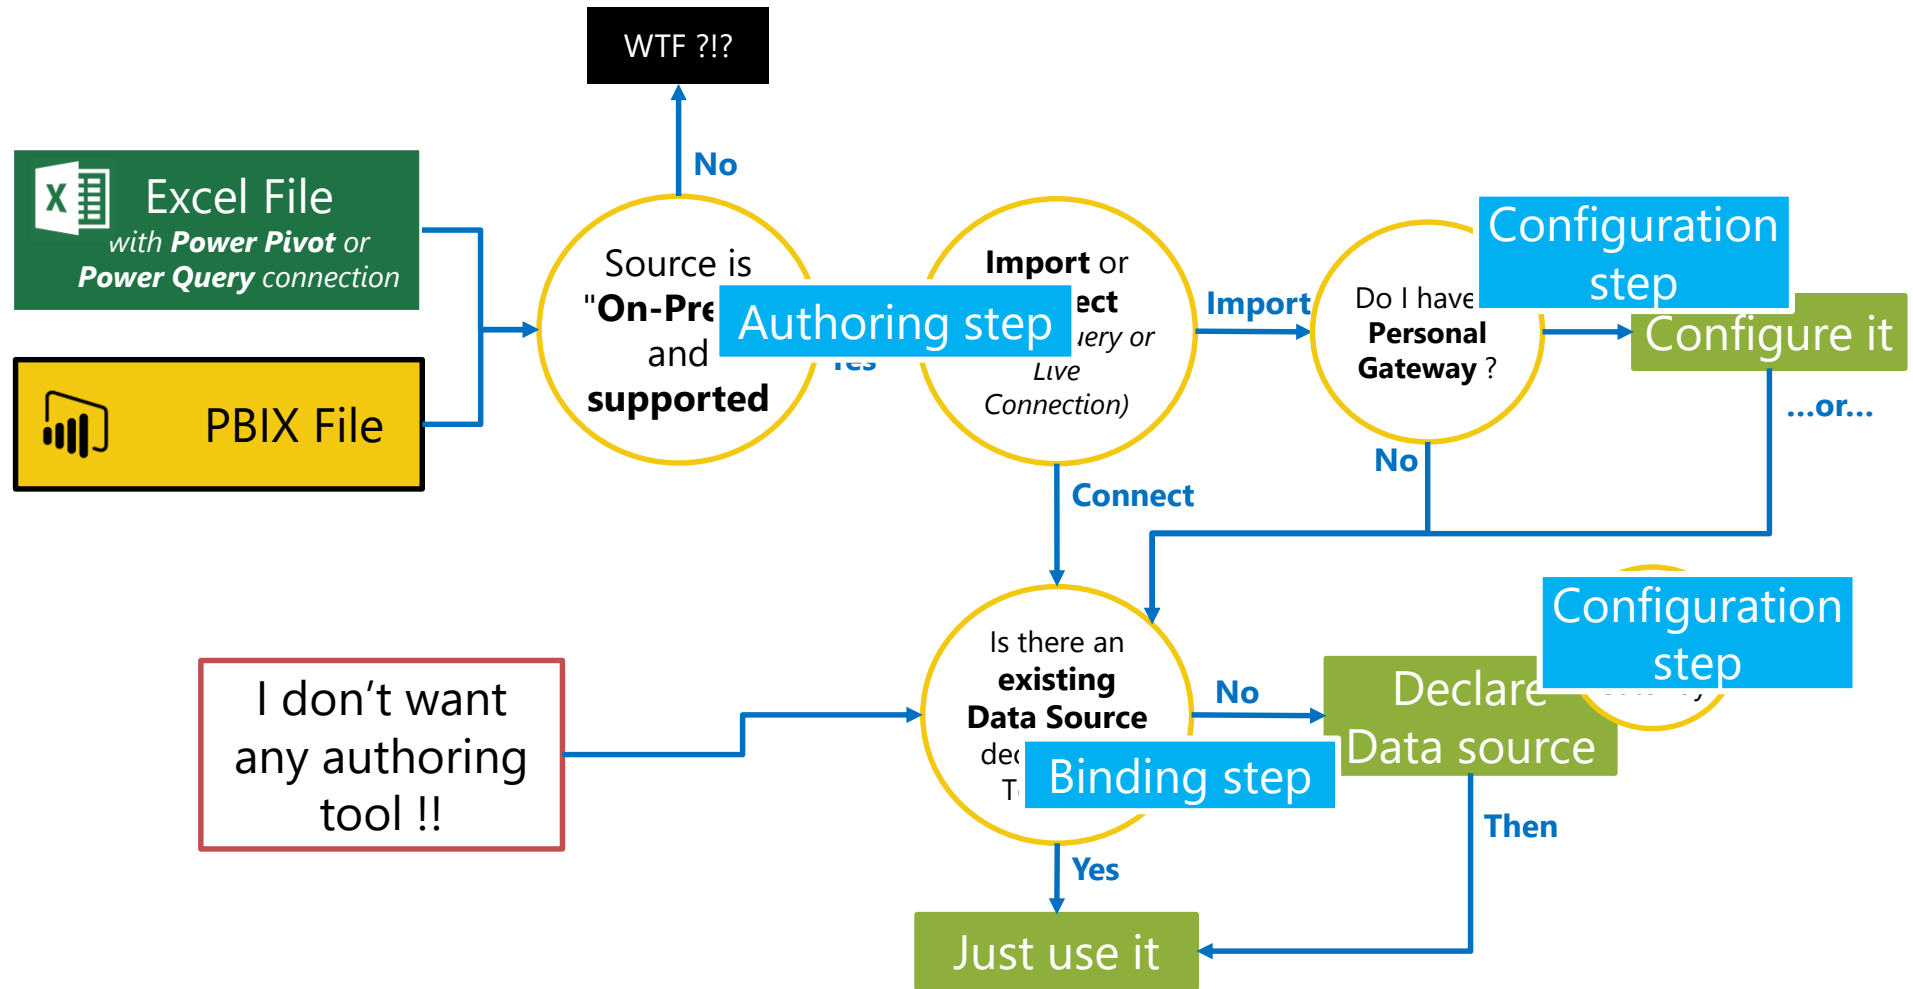 WTF ?!?
No
Excel File
with Power Pivot or
Power Query connection
PBIX File
Source is
"On-Pre
and
supported
Authoring step
Yes
Import or
ect
uery or
Live
Connection)
Import
Do I have
Personal
Gateway ?
Configuration
step
Configure it
...or...
No
Connect
I don’t want
any authoring
tool !!
Is there an
existing
Data Source
dec
Binding step
No
Declare
Data source
Configuration
step
Then
Yes
Just use it